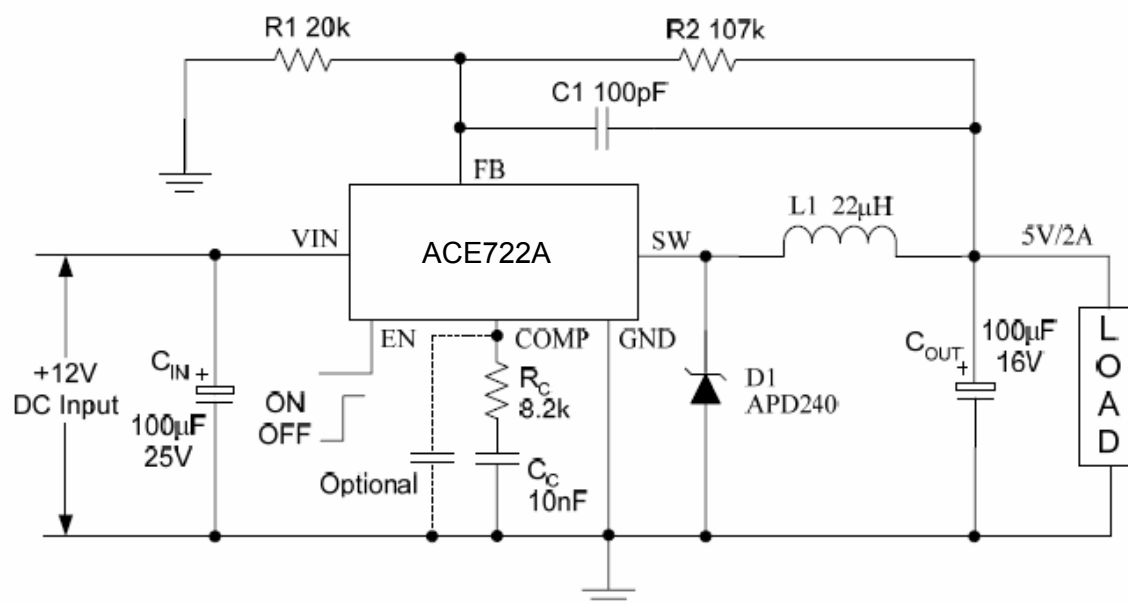 R1 20k
R2 107k
C1 100pF
FB
L1 22μH
VIN
ACE722A
SW
5V/2A
EN
COMP
GND
+12V
DC Input
CIN
+
100μF
25V
ON
OFF
RC
8.2k
Optional
CC
10nF
D1
APD240
COUT
+
100μF
16V
LOAD